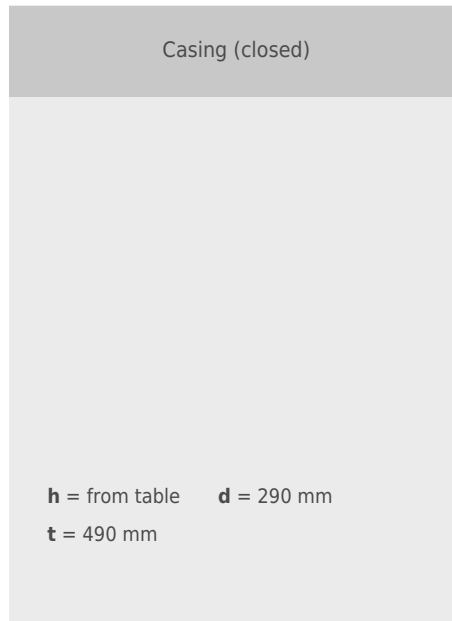 Casing (closed)
h = from table d = 290 mm
t = 490 mm